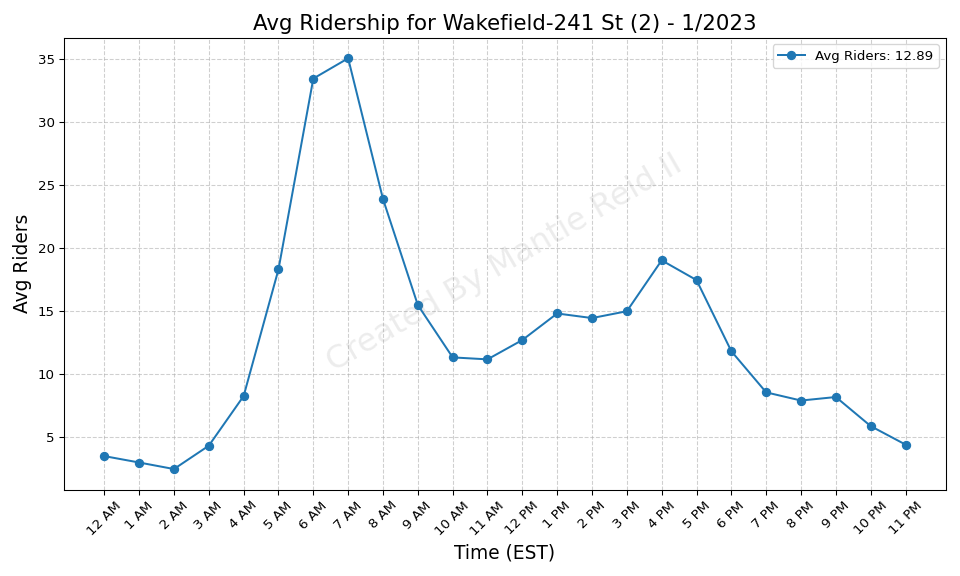 Avg Ridership for Wakefield-241 St (2) - 1/2023
Avg Riders: 12.89
35
30
25
20
15
10
5
Avg Riders
Created By Mantle Reid II
12 AM
1 AM
2 AM
3 AM
4 AM
5 AM
6 AM
7 AM
8 AM
9 AM
10 AM
11 AM
12 PM
1 PM
2 PM
3 PM
4 PM
5 PM
6 PM
7 PM
8 PM
9 PM
10 PM
11 PM
Time (EST)